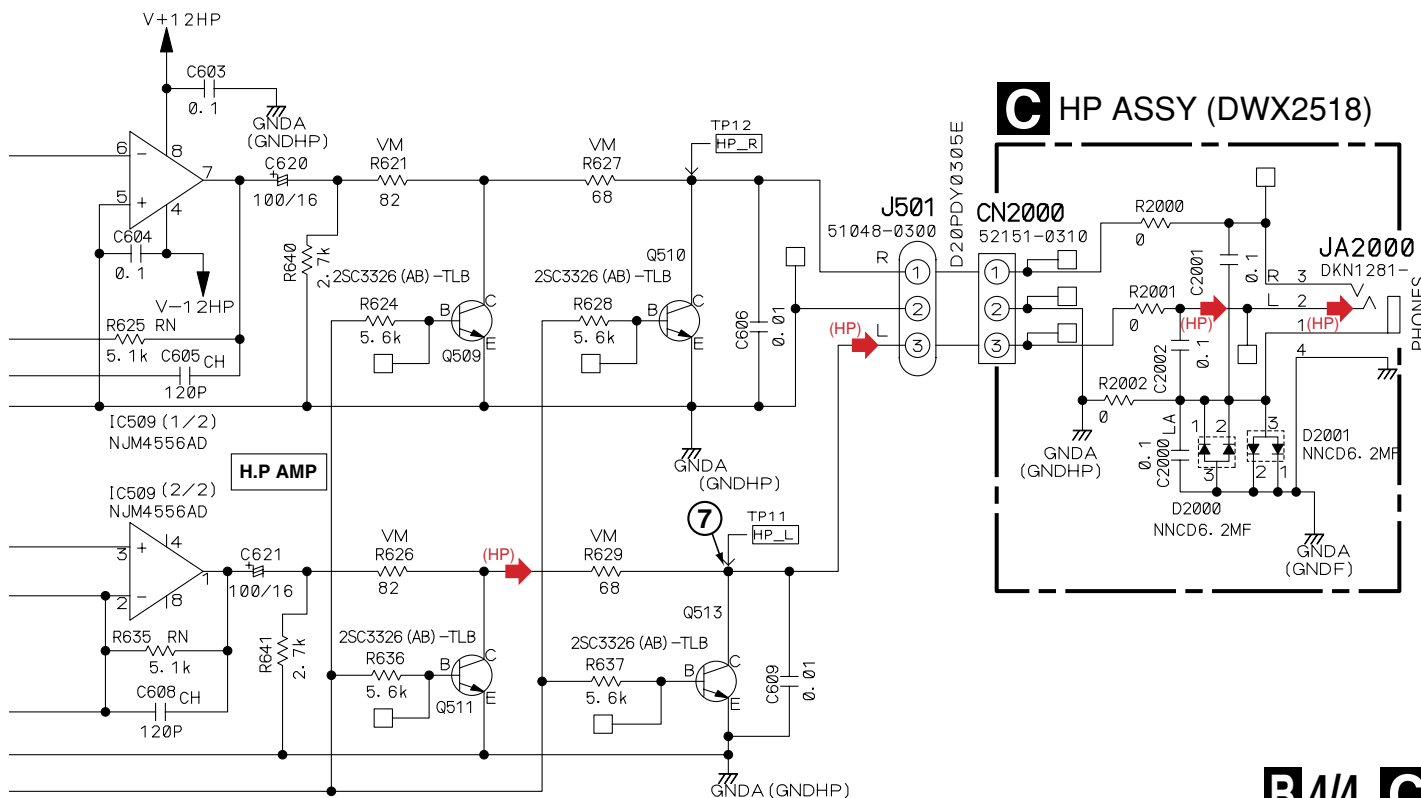 V+12HP
C603
0.1
GNDA
(GNDHP)
6
-
8
7
5
+
4
C620
+
100/16
VM
R621
82
VM
R627
68
TP12
HP_R
C604
0.1
V-12HP
R640
2.7k
2SC3326(AB)-TLB
R624
5.6k
B
C
E
Q509
2SC3326(AB)-TLB
R628
5.6k
B
C
E
Q510
C606
0.01
R625 RN
5.1k
C605 CH
120P
IC509(1/2)
NJM4556AD
GNDA
(GNDHP)
H.P AMP
IC509(2/2)
NJM4556AD
3
+
4
1
2
-
8
C621
+
100/16
VM
R626
82
(HP)
VM
R629
68
7
TP11
HP_L
R635 RN
5.1k
C608 CH
120P
R641
2.7k
2SC3326(AB)-TLB
R636
5.6k
B
C
E
Q511
2SC3326(AB)-TLB
R637
5.6k
B
C
E
Q513
C609
0.01
GNDA(GNDHP)
J501
51048-0300
R
1
2
(HP)
L
3
D20PDY0305E
C HP ASSY (DWX2518)
CN2000
52151-0310
1
2
3
R2000
0
R2001
0
(HP)
C2001
0.1
R
3
L
2
1
(HP)
4
JA2000
DKN1281-
PHONES
C2002
0.1
R2002
0
GNDA
(GNDHP)
LA
0.1
C2000
1
2
3
D2000
NNCD6.2MF
3
2
1
D2001
NNCD6.2MF
GNDA
(GNDF)
B 4/4 C